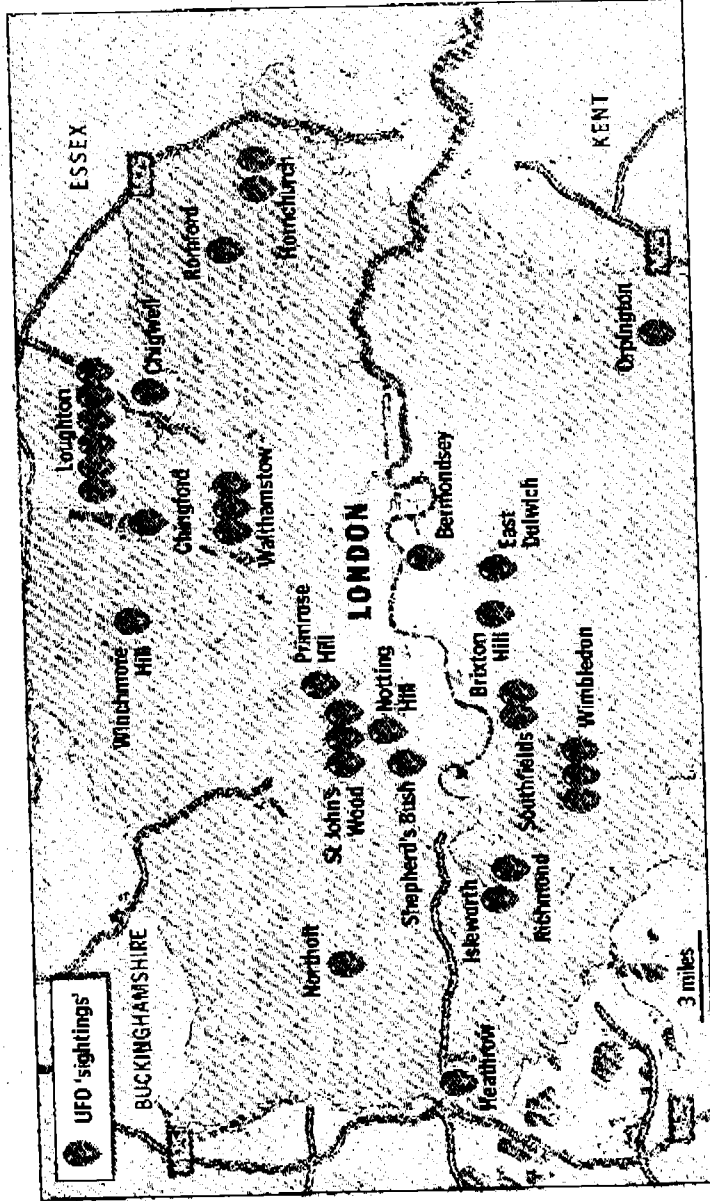 UFO 'sightings'
BUCKINGHAMSHIRE
ESSEX
Loughton
Chigwell
Chingford
Winchmore
Hill
Walthamstow
Romford
Hornchurch
Primrose
Hill
St John's
Wood
Notting
Hill
LONDON
Northolt
Shepherd's Bush
Bermondsey
Heathrow
Isleworth
Richmond
Southfields
Brixton
Hill
East
Dulwich
Wimbledon
Orpington
KENT
3 miles